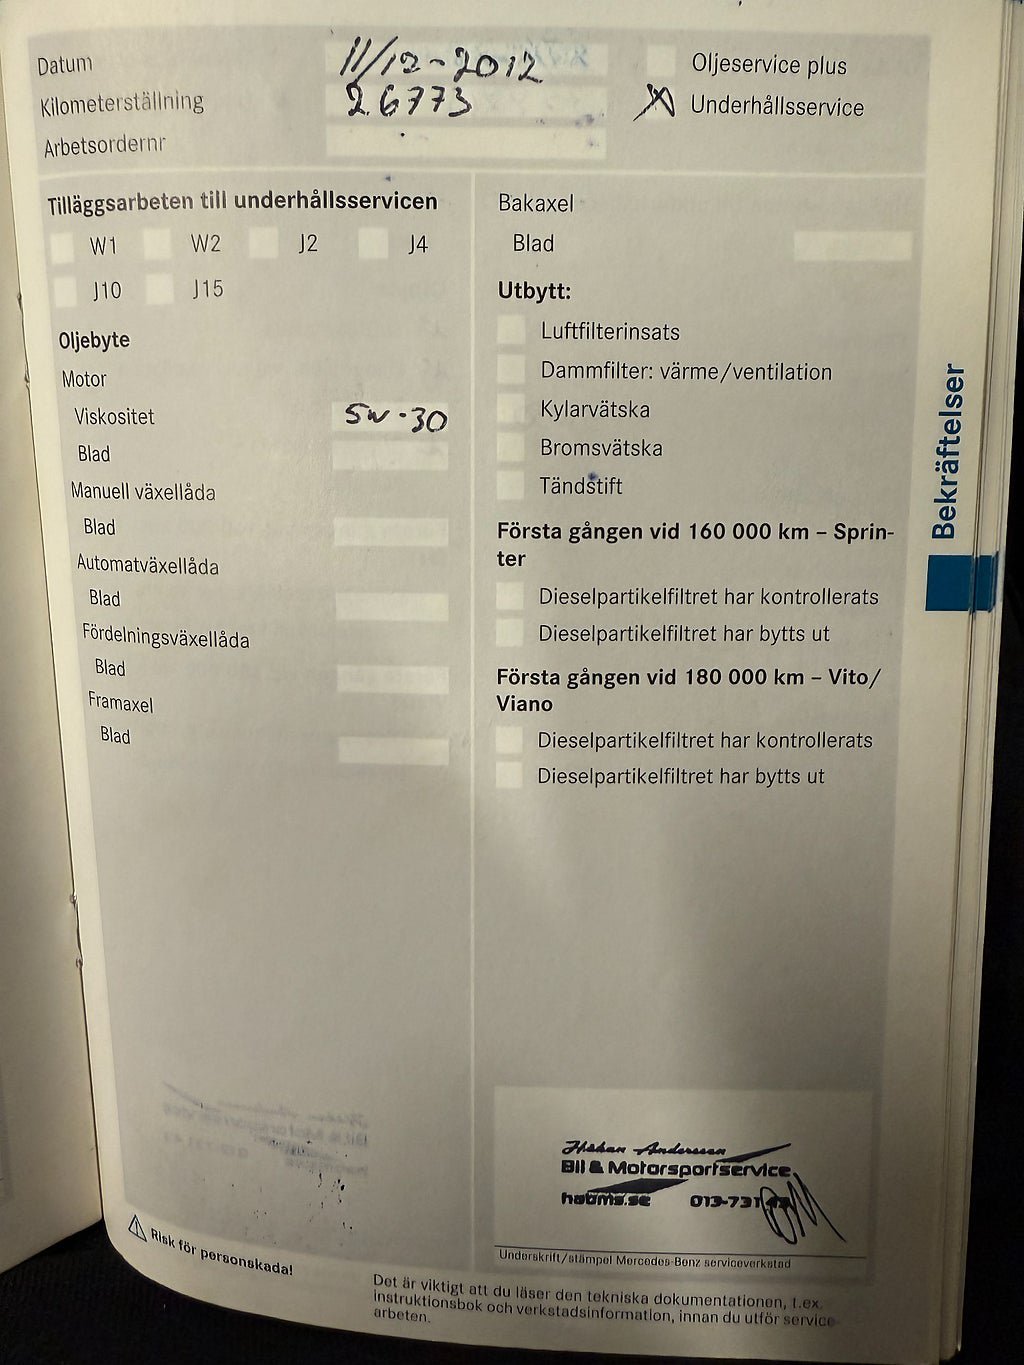 Datum 11/12-2012
Kilometerställning 26773
Arbetsordernr
Oljeservice plus
X Underhållsservice
Tilläggsarbeten till underhållsservicen
W1 W2 J2 J4
J10 J15
Oljebyte
Motor
Viskositet 5w-30
Blad
Manuell växellåda
Blad
Automatväxellåda
Blad
Fördelningsväxellåda
Blad
Framaxel
Blad
Bakaxel
Blad
Utbytt:
Luftfilterinsats
Dammfilter: värme/ventilation
Kylarvätska
Bromsvätska
Tändstift
Första gången vid 160 000 km – Sprin-
ter
Dieselpartikelfiltret har kontrollerats
Dieselpartikelfiltret har bytts ut
Första gången vid 180 000 km – Vito/
Viano
Dieselpartikelfiltret har kontrollerats
Dieselpartikelfiltret har bytts ut
Bekräftelser
Håkan Andersson
Bil & Motorsportservice
habms.se
Underskrift/stämpel Mercedes-Benz serviceverkstad
Risk för personskada!
Det är viktigt att du läser den tekniska dokumentationen, t.ex.
instruktionsbok och verkstadsinformation, innan du utför service
arbeten.